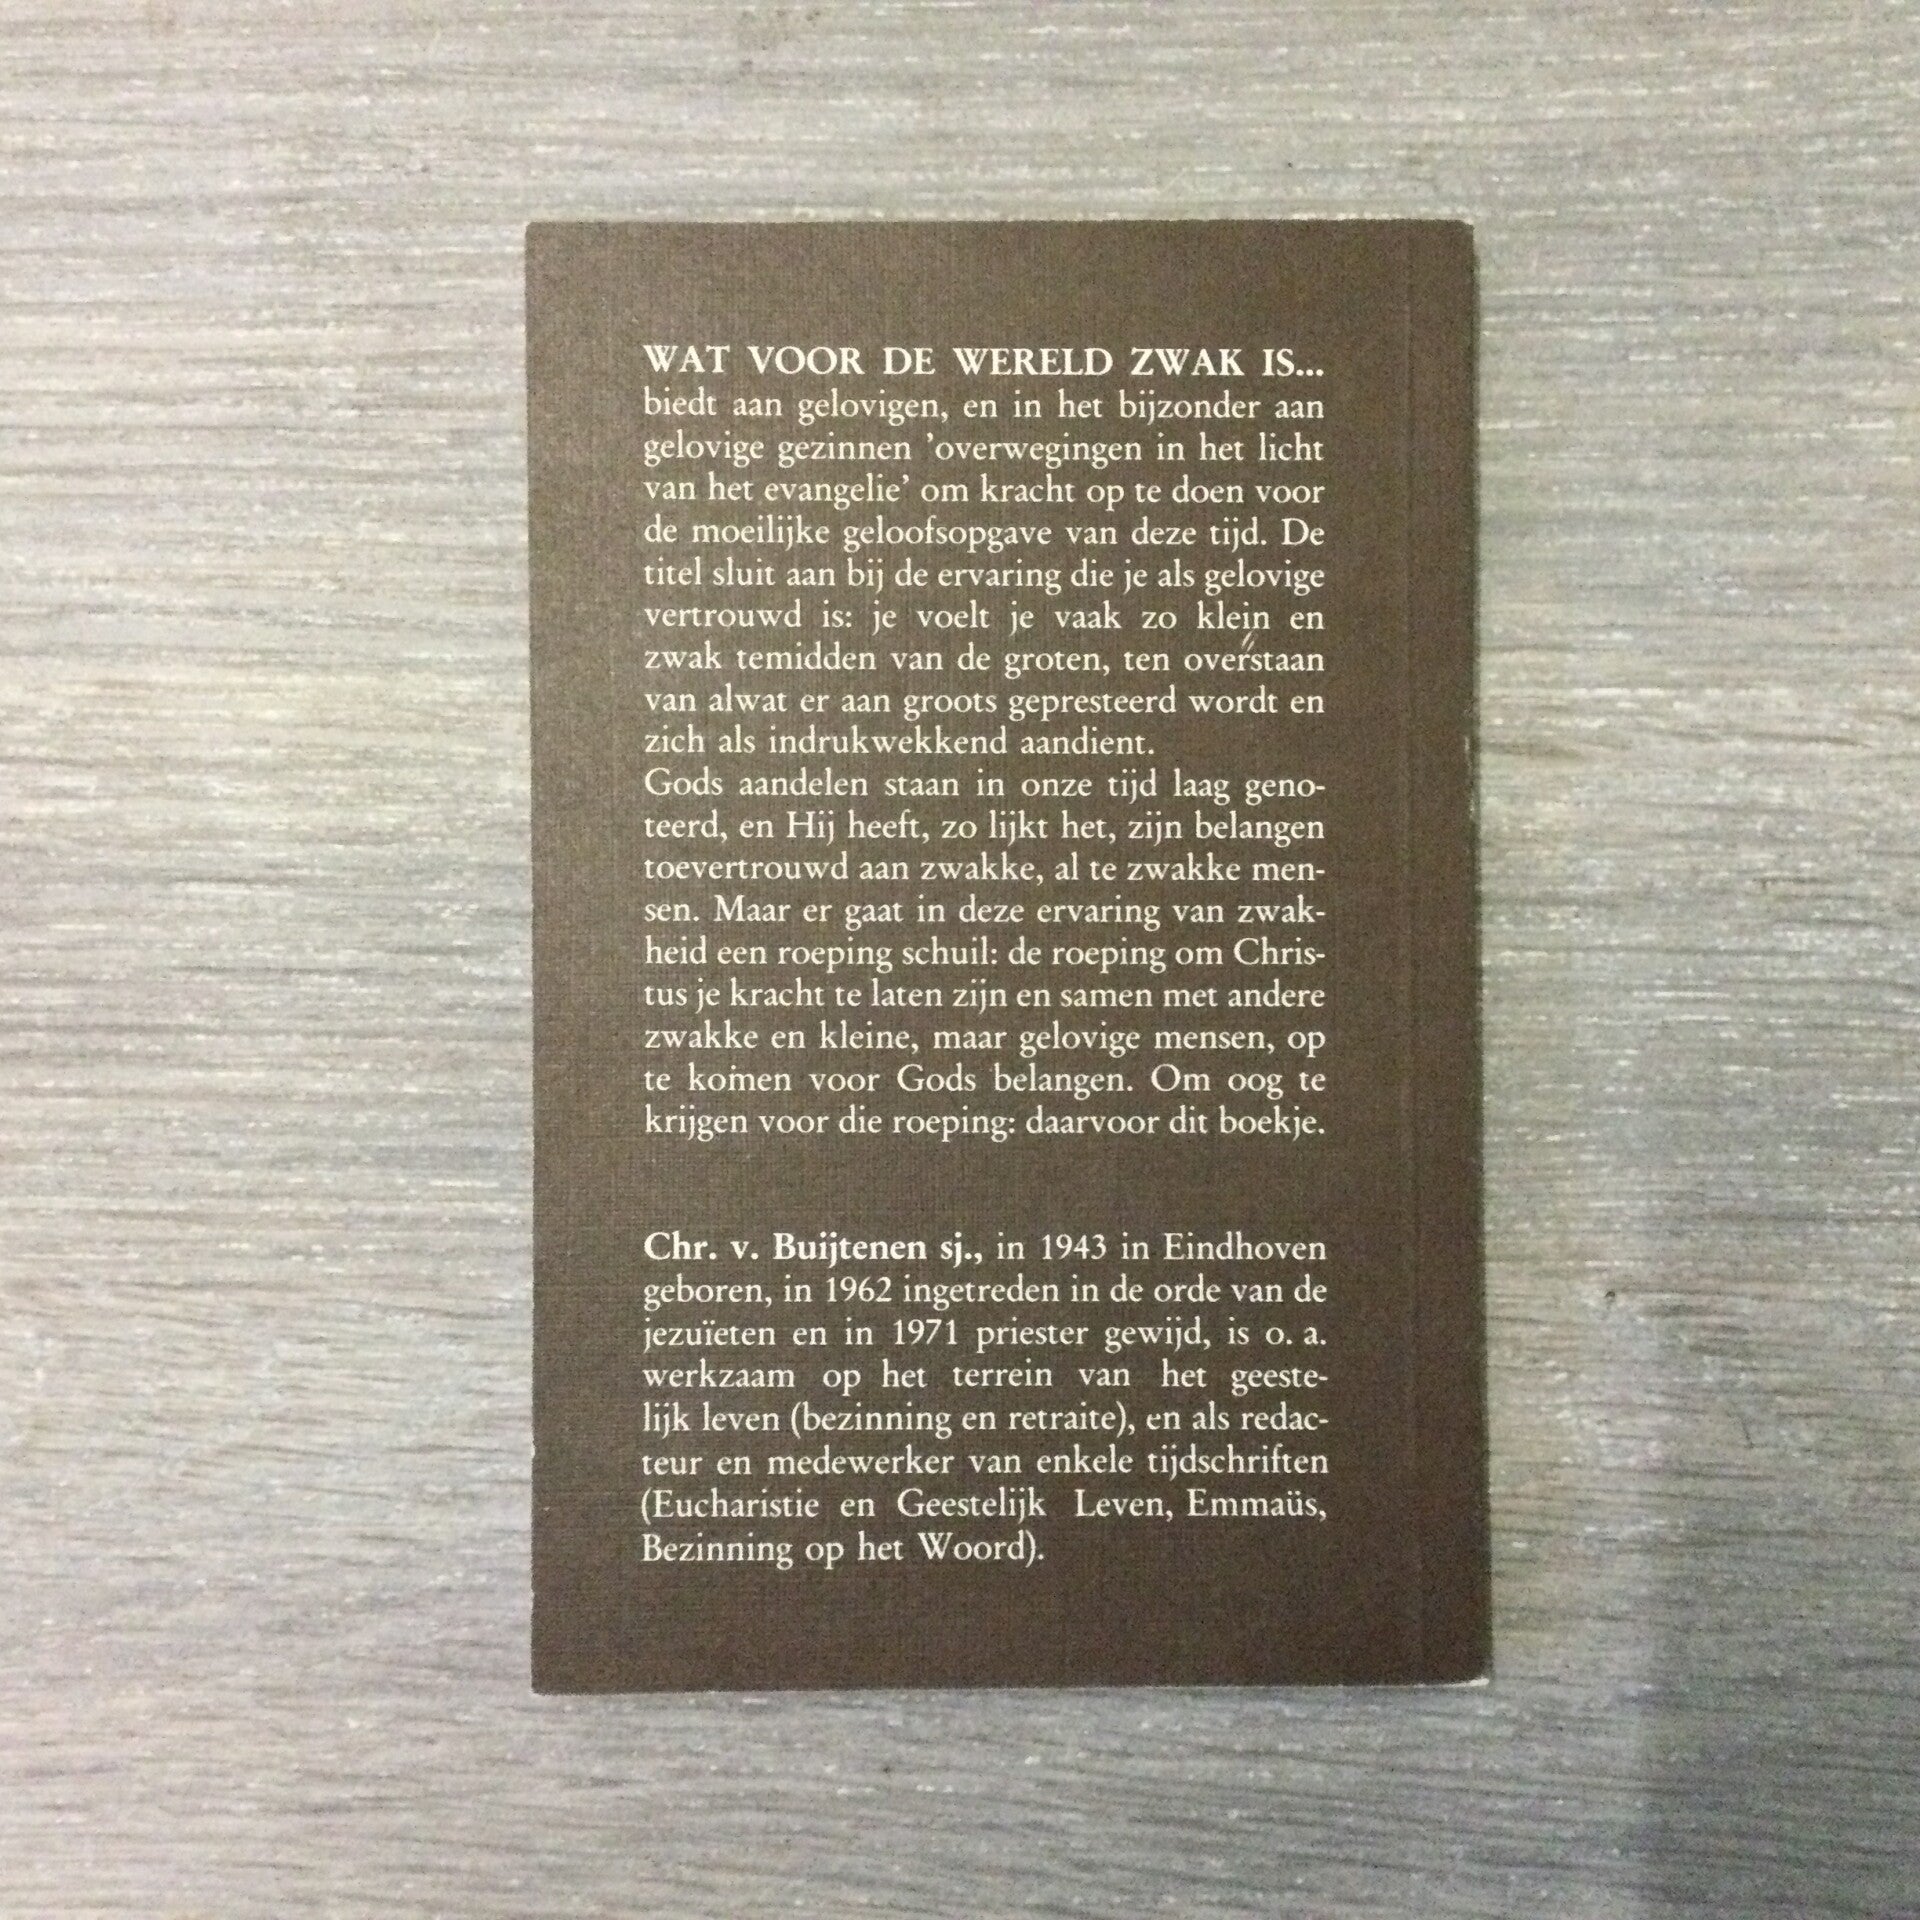 WAT VOOR DE WERELD ZWAK IS...
biedt aan gelovigen, en in het bijzonder aan
gelovige gezinnen 'overwegingen in het licht
van het evangelie' om kracht op te doen voor
de moeilijke geloofsopgave van deze tijd. De
titel sluit aan bij de ervaring die je als gelovige
vertrouwd is: je voelt je vaak zo klein en
zwak temidden van de groten, ten overstaan
van alwat er aan groots gepresteerd wordt en
zich als indrukwekkend aandient.
Gods aandelen staan in onze tijd laag geno-
teerd, en Hij heeft, zo lijkt het, zijn belangen
toevertrouwd aan zwakke, al te zwakke men-
sen. Maar er gaat in deze ervaring van zwak-
heid een roeping schuil: de roeping om Chris-
tus je kracht te laten zijn en samen met andere
zwakke en kleine, maar gelovige mensen, op
te komen voor Gods belangen. Om oog te
krijgen voor die roeping: daarvoor dit boekje.
Chr. v. Buijtenen sj., in 1943 in Eindhoven
geboren, in 1962 ingetreden in de orde van de
jezuïeten en in 1971 priester gewijd, is o. a.
werkzaam op het terrein van het geeste-
lijk leven (bezinning en retraite), en als redac-
teur en medewerker van enkele tijdschriften
(Eucharistie en Geestelijk Leven, Emmaüs,
Bezinning op het Woord).